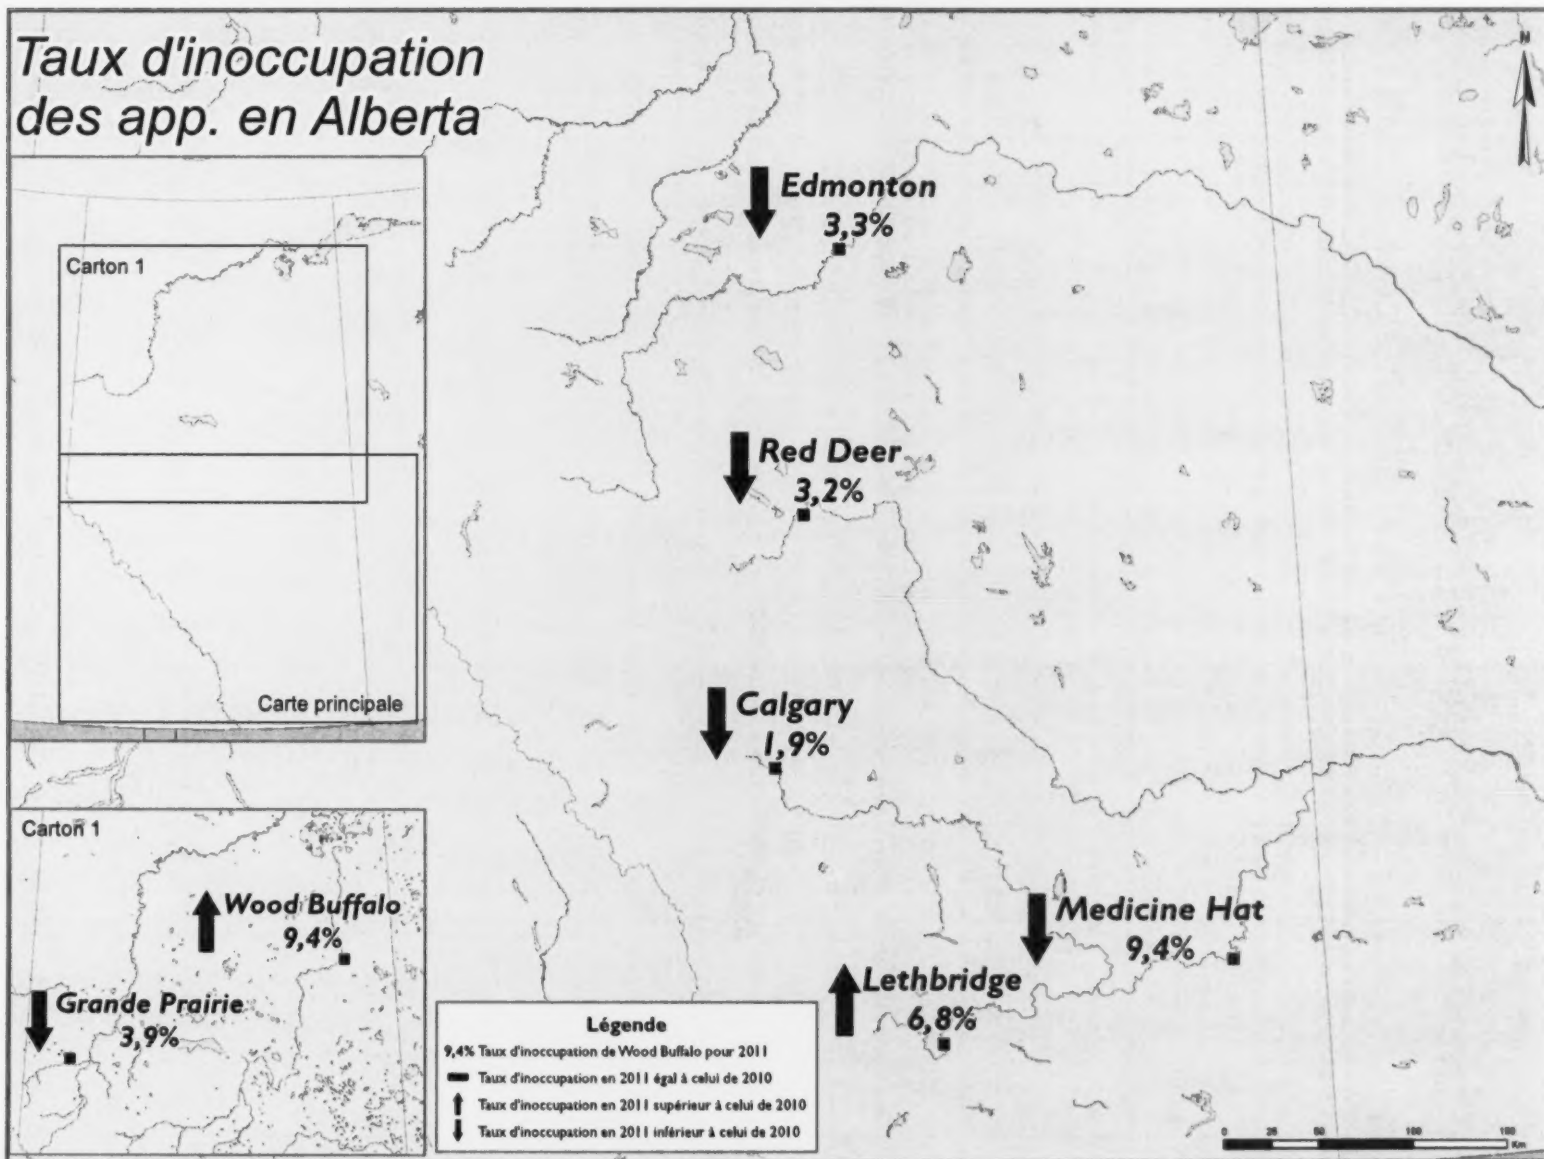 Taux d'inoccupation
des app. en Alberta
N
Carton 1
Carte principale
Edmonton
3,3%
Red Deer
3,2%
Calgary
1,9%
Medicine Hat
9,4%
Lethbridge
6,8%
Carton 1
Wood Buffalo
9,4%
Grande Prairie
3,9%
Légende
9,4% Taux d'inoccupation de Wood Buffalo pour 2011
Taux d'inoccupation en 2011 égal à celui de 2010
Taux d'inoccupation en 2011 supérieur à celui de 2010
Taux d'inoccupation en 2011 inférieur à celui de 2010
0 25 50 100 150
Km